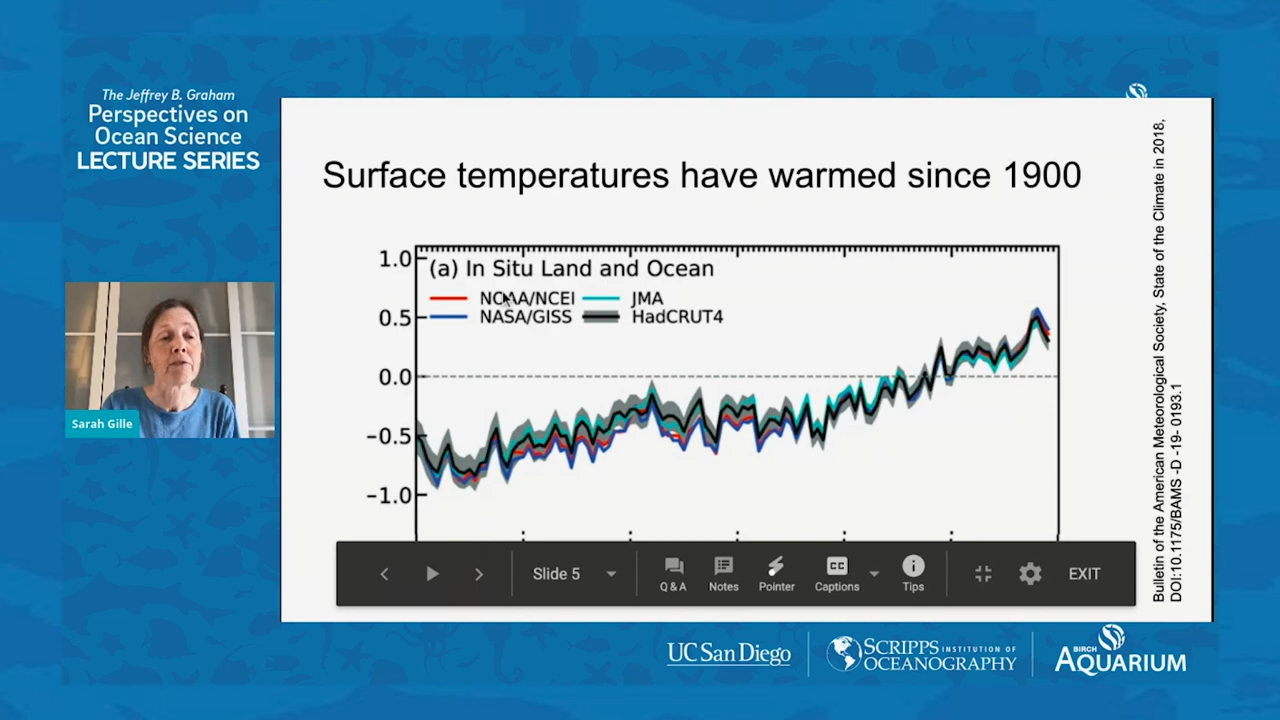 The Jeffrey B. Graham
Perspectives on
Ocean Science
LECTURE SERIES
Surface temperatures have warmed since 1900
1.0
0.5
0.0
−0.5
−1.0
(a) In Situ Land and Ocean
NOAA/NCEI
JMA
NASA/GISS
HadCRUT4
Bulletin of the American Meteorological Society, State of the Climate in 2018,
DOI:10.1175/BAMS -D -19- 0193.1
Sarah Gille
Slide 5
Q & A
Notes
Pointer
CC
Captions
Tips
EXIT
UC San Diego
SCRIPPS INSTITUTION OF
OCEANOGRAPHY
BIRCH
AQUARIUM